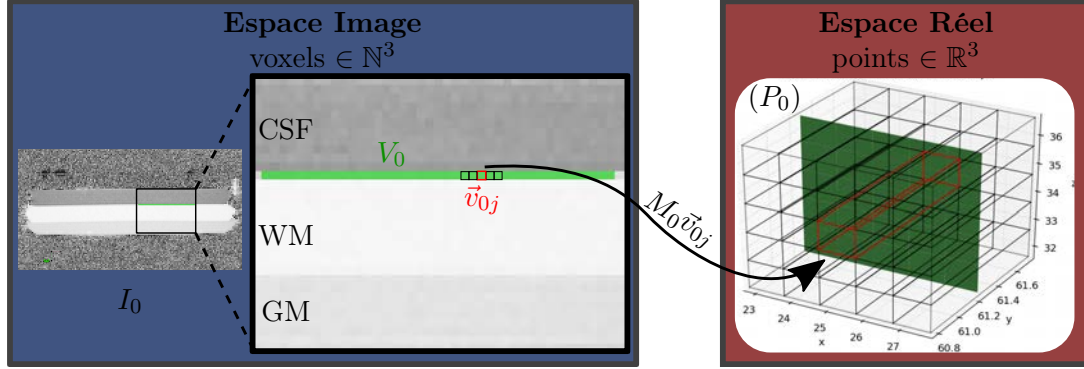 Espace Image
voxels ∈ ℕ³
CSF
V₀
v⃗₀ⱼ
WM
GM
I₀
M₀v⃗₀ⱼ
Espace Réel
points ∈ ℝ³
(P₀)
36
35
34
33
32
z
61.6
61.4
61.2
61.0
60.8
y
23
24
25
26
27
x